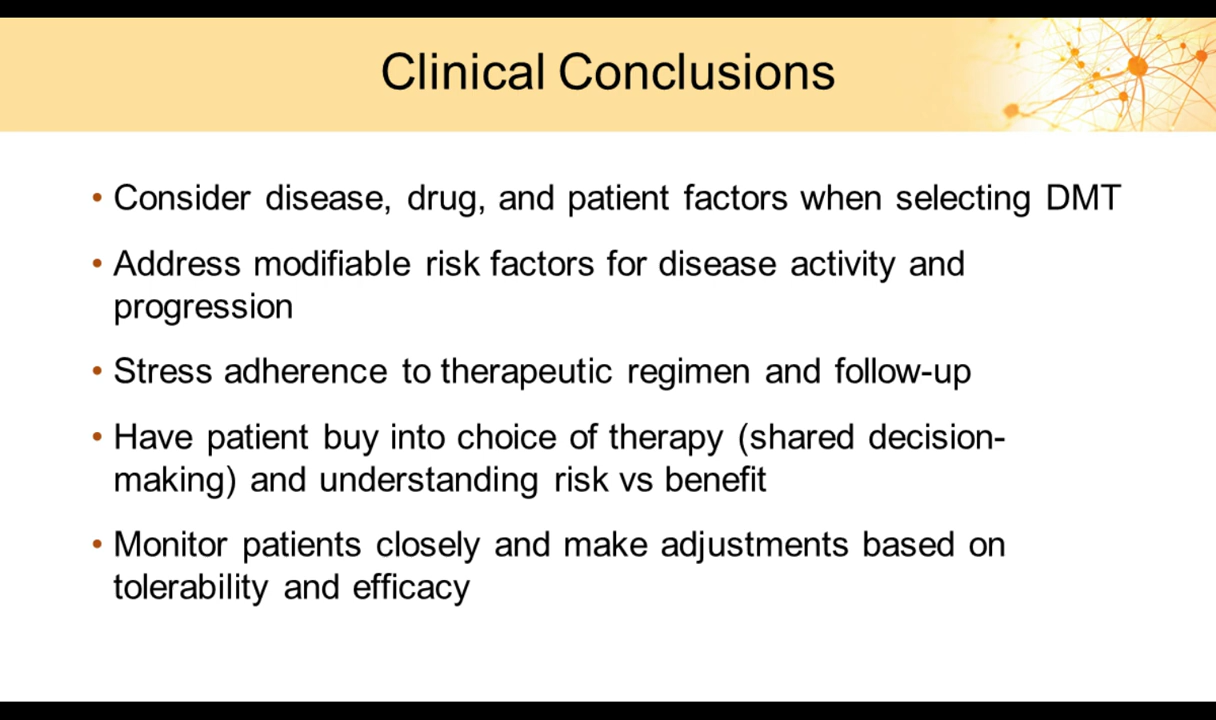 Clinical Conclusions
• Consider disease, drug, and patient factors when selecting DMT
• Address modifiable risk factors for disease activity and
progression
• Stress adherence to therapeutic regimen and follow-up
• Have patient buy into choice of therapy (shared decision-
making) and understanding risk vs benefit
• Monitor patients closely and make adjustments based on
tolerability and efficacy